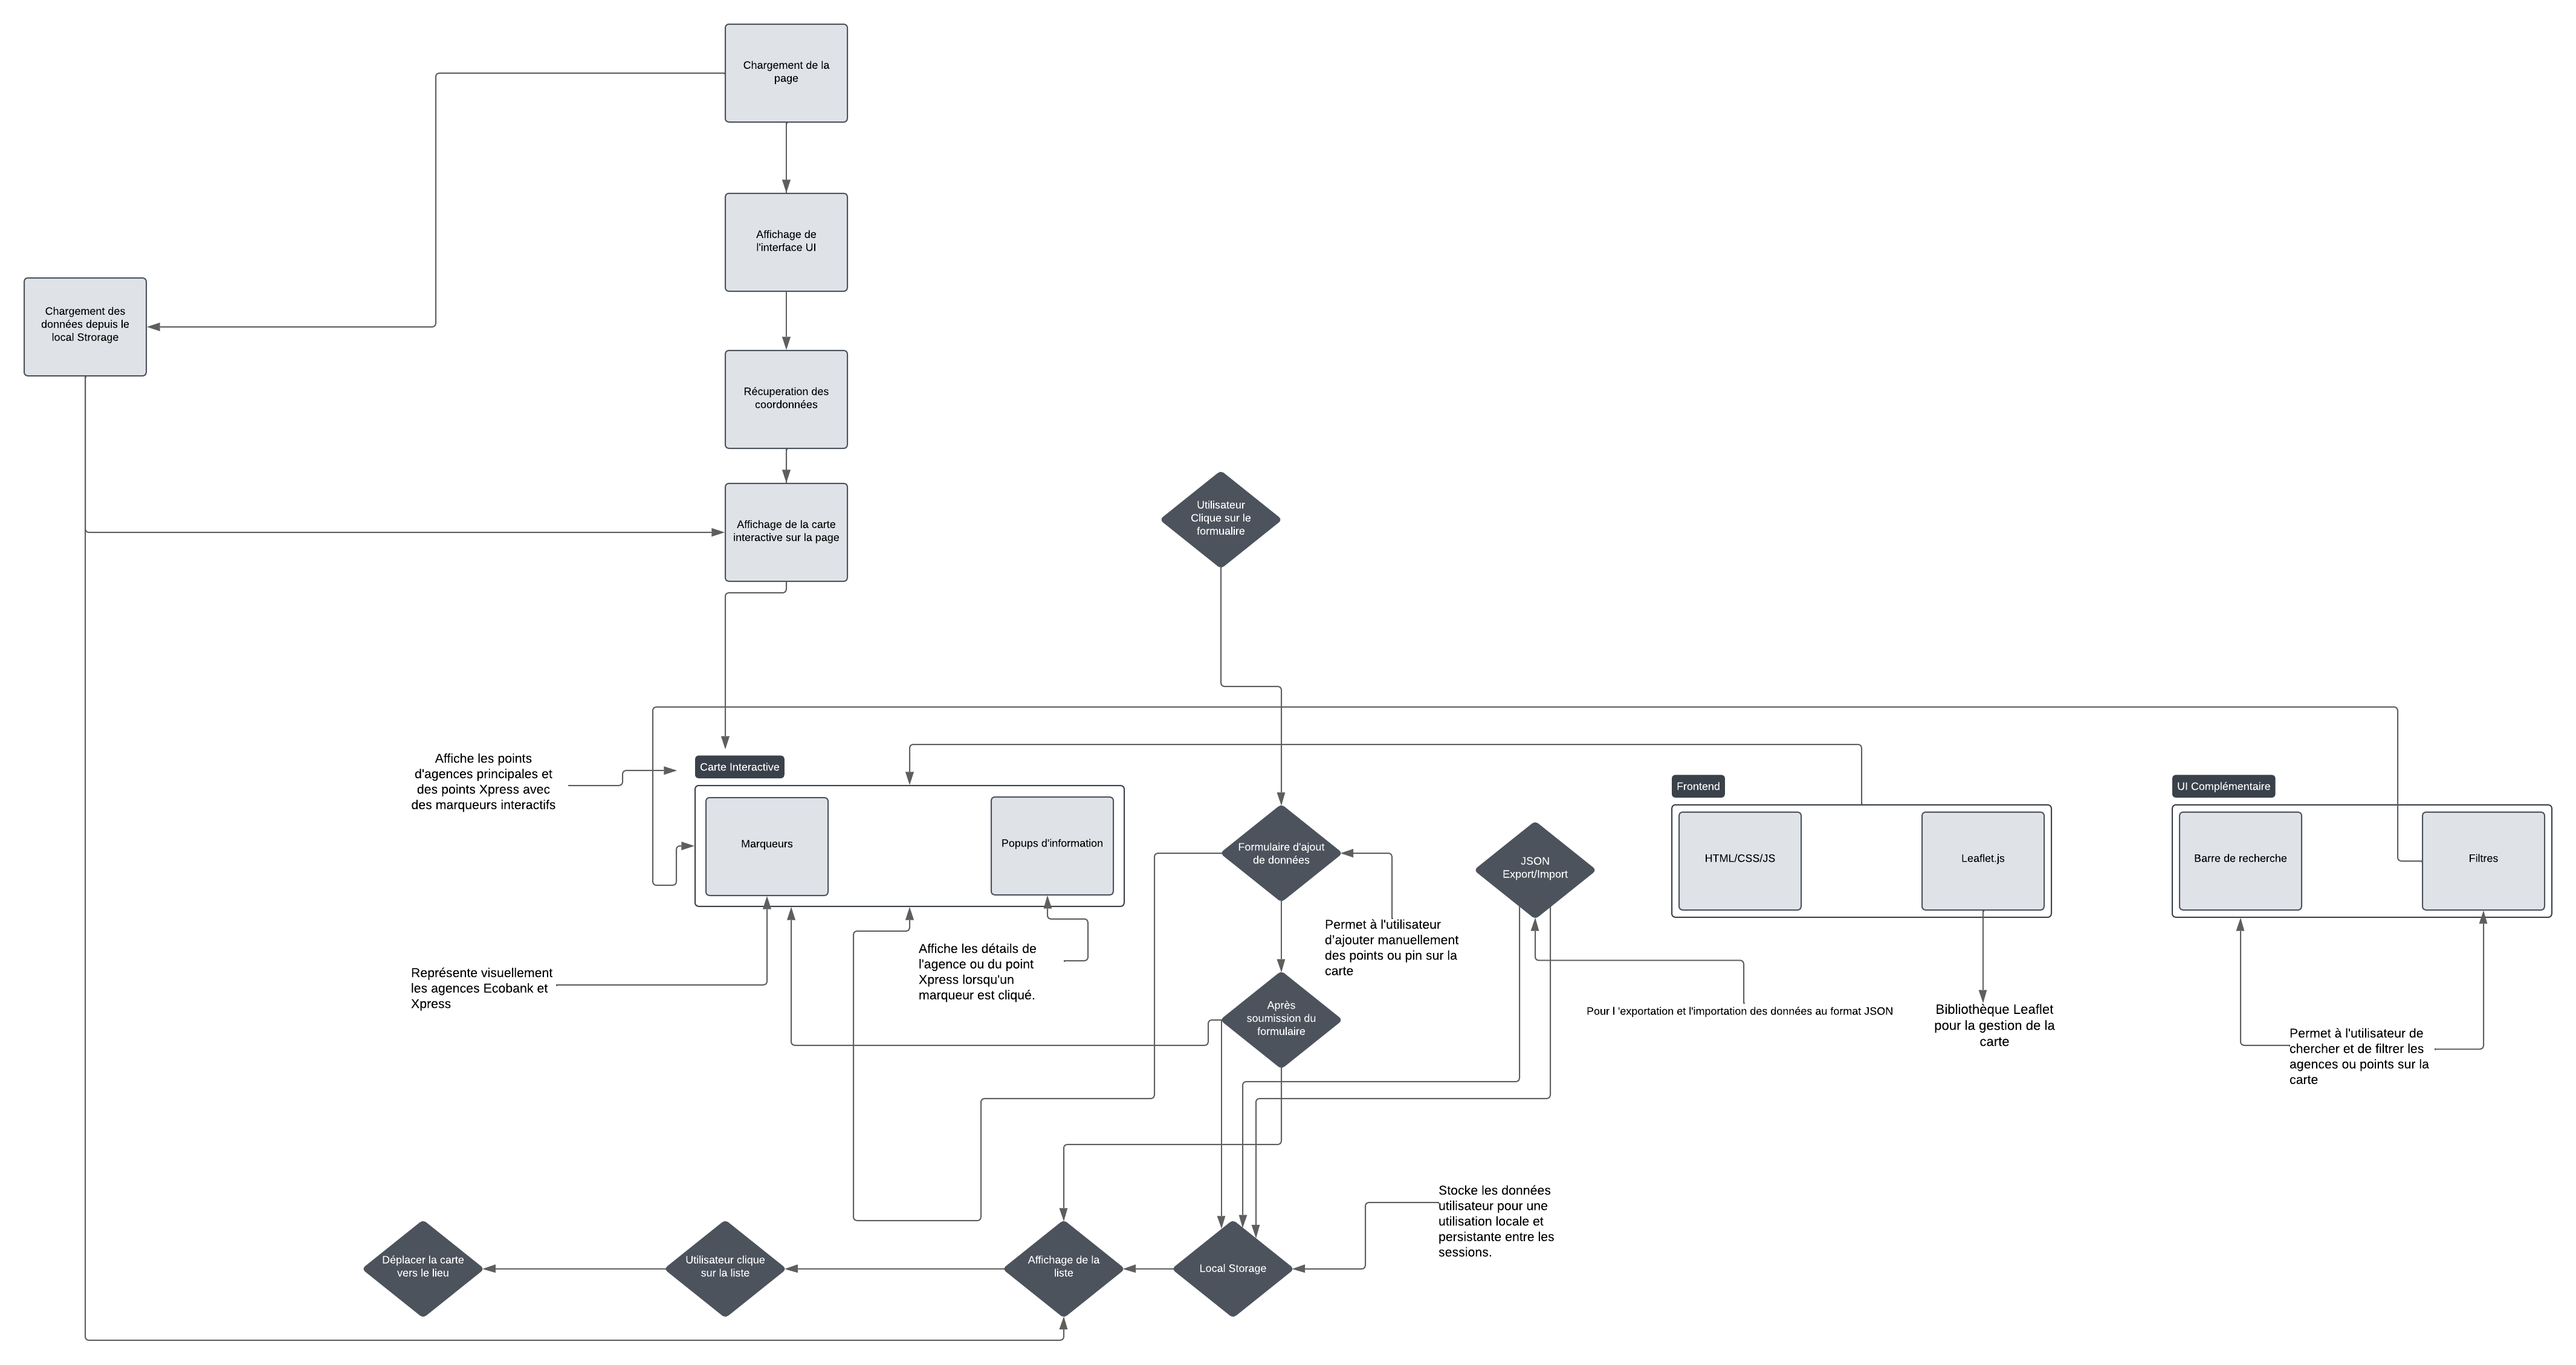 Chargement de la
page
Affichage de
l'interface UI
Chargement des
données depuis le
local Strorage
Récuperation des
coordonnées
Affichage de la carte
interactive sur la page
Utilisateur
Clique sur le
formualire
Affiche les points
d'agences principales et
des points Xpress avec
des marqueurs interactifs
Carte Interactive
Marqueurs
Popups d'information
Formulaire d'ajout
de données
JSON
Export/Import
Frontend
HTML/CSS/JS
Leaflet.js
UI Complémentaire
Barre de recherche
Filtres
Représente visuellement
les agences Ecobank et
Xpress
Affiche les détails de
l'agence ou du point
Xpress lorsqu'un
marqueur est cliqué.
Permet à l'utilisateur
d'ajouter manuellement
des points ou pin sur la
carte
Après
soumission du
formulaire
Pour l 'exportation et l'importation des données au format JSON
Bibliothèque Leaflet
pour la gestion de la
carte
Permet à l'utilisateur de
chercher et de filtrer les
agences ou points sur la
carte
Stocke les données
utilisateur pour une
utilisation locale et
persistante entre les
sessions.
Déplacer la carte
vers le lieu
Utilisateur clique
sur la liste
Affichage de la
liste
Local Storage